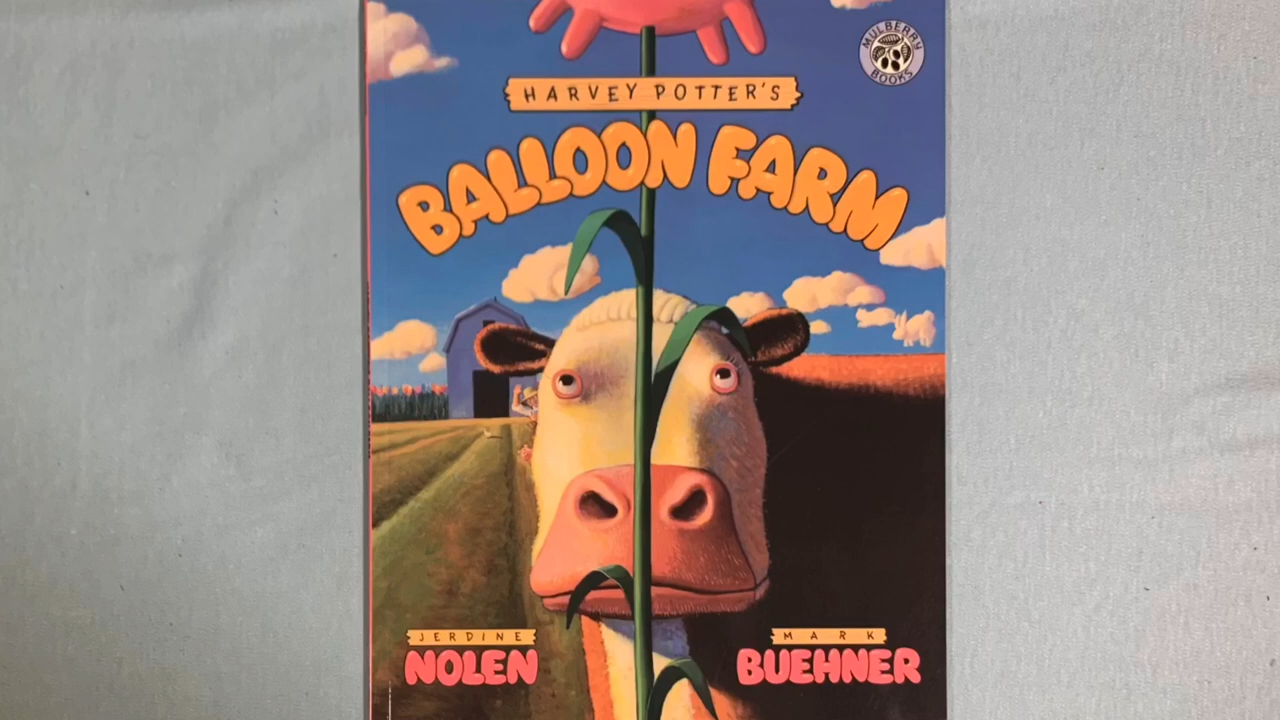 MULBERRY
BOOKS
HARVEY POTTER'S
BALLOON FARM
JERDINE
NOLEN
MARK
BUEHNER